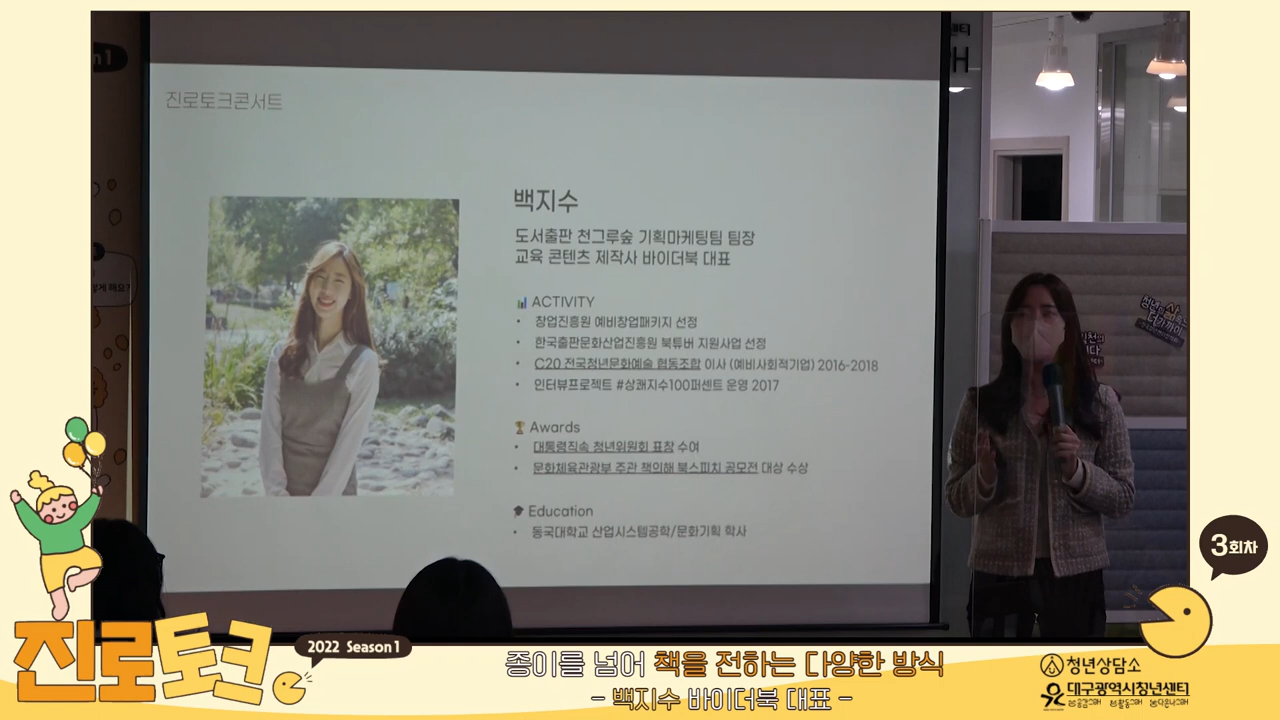 진로토크콘서트
백지수
도서출판 천그루숲 기획마케팅팀 팀장
교육 콘텐츠 제작사 바이더북 대표
ACTIVITY
• 창업진흥원 예비창업패키지 선정
• 한국출판문화산업진흥원 북튜버 지원사업 선정
• C20 전국청년문화예술 협동조합 이사 (예비사회적기업) 2016-2018
• 인터뷰프로젝트 #상쾌지수100퍼센트 운영 2017
Awards
• 대통령직속 청년위원회 표창 수여
• 문화체육관광부 주관 책의해 북스피치 공모전 대상 수상
Education
• 동국대학교 산업시스템공학/문화기획 학사
3회차
진로토크
2022 Season1
종이를 넘어 책을 전하는 다양한 방식
- 백지수 바이더북 대표 -
청년상담소
대구광역시청년센터